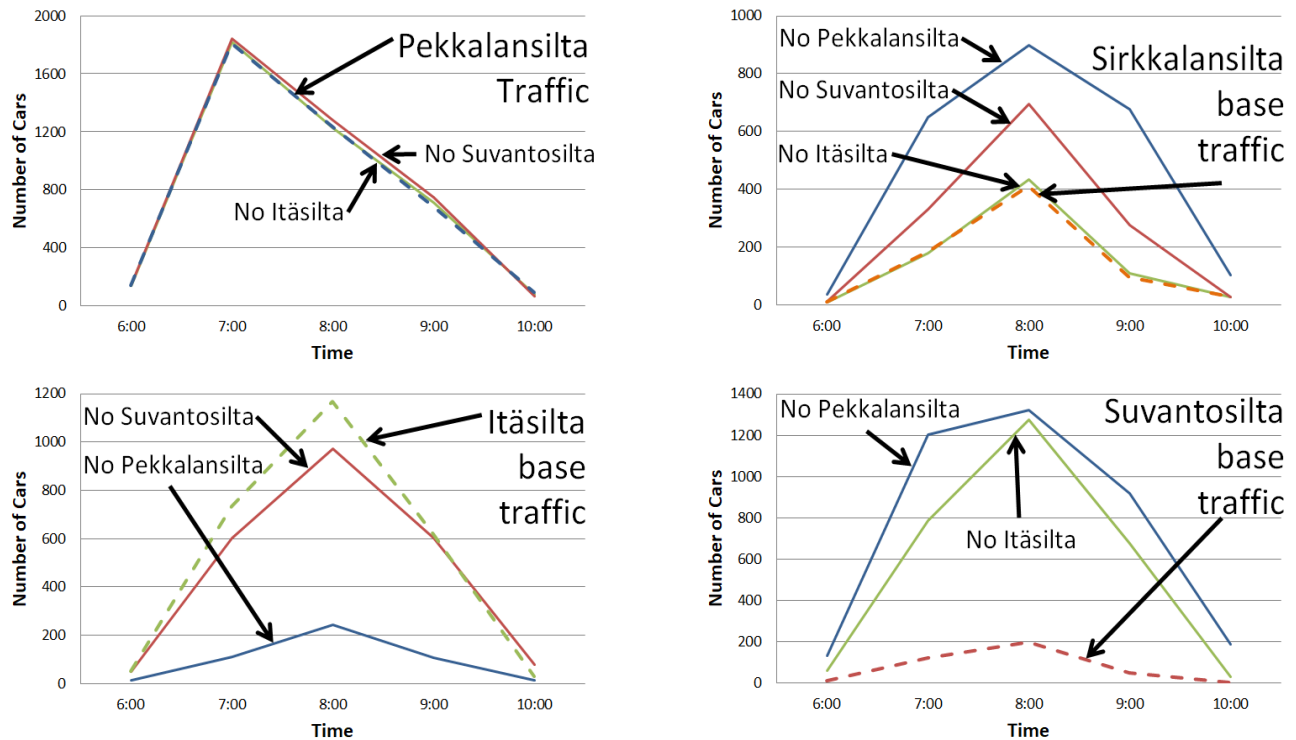 2000
1600
1200
800
400
0
Number of Cars
Pekkalansilta
Traffic
No Suvantosilta
No Itäsilta
6:00 7:00 8:00 9:00 10:00
Time
1000
800
600
400
200
0
Number of Cars
No Pekkalansilta
No Suvantosilta
No Itäsilta
Sirkkalansilta
base
traffic
6:00 7:00 8:00 9:00 10:00
Time
1200
1000
800
600
400
200
0
Number of Cars
No Suvantosilta
No Pekkalansilta
Itäsilta
base
traffic
6:00 7:00 8:00 9:00 10:00
Time
1400
1200
1000
800
600
400
200
0
Number of Cars
No Pekkalansilta
No Itäsilta
Suvantosilta
base
traffic
6:00 7:00 8:00 9:00 10:00
Time